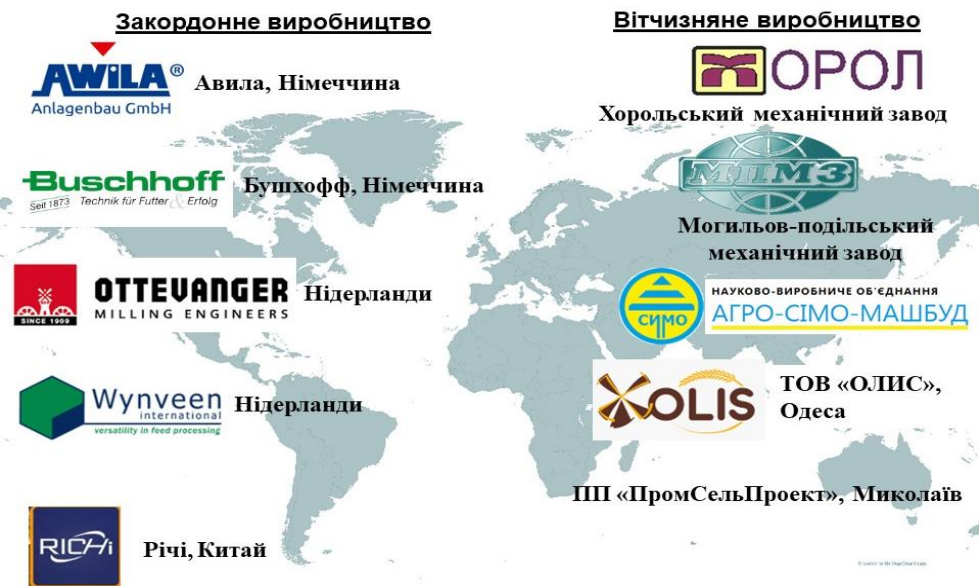 Закордонне виробництво
AWILA®
Anlagenbau GmbH
Авила, Німеччина
Buschhoff
Seit 1873 Technik für Futter & Erfolg
Бушхофф, Німеччина
OTTEVANGER
MILLING ENGINEERS
SINCE 1909
Нідерланди
Wynveen
international
versatility in feed processing
Нідерланди
RICHi
Річі, Китай
Вітчизняне виробництво
ХОРОЛ
Хорольський механічний завод
МПМЗ
Могильов-подільський
механічний завод
СИМО
НАУКОВО-ВИРОБНИЧЕ ОБ'ЄДНАННЯ
АГРО-СІМО-МАШБУД
OLIS
ТОВ «ОЛИС»,
Одеса
ПП «ПромСельПроект», Миколаїв